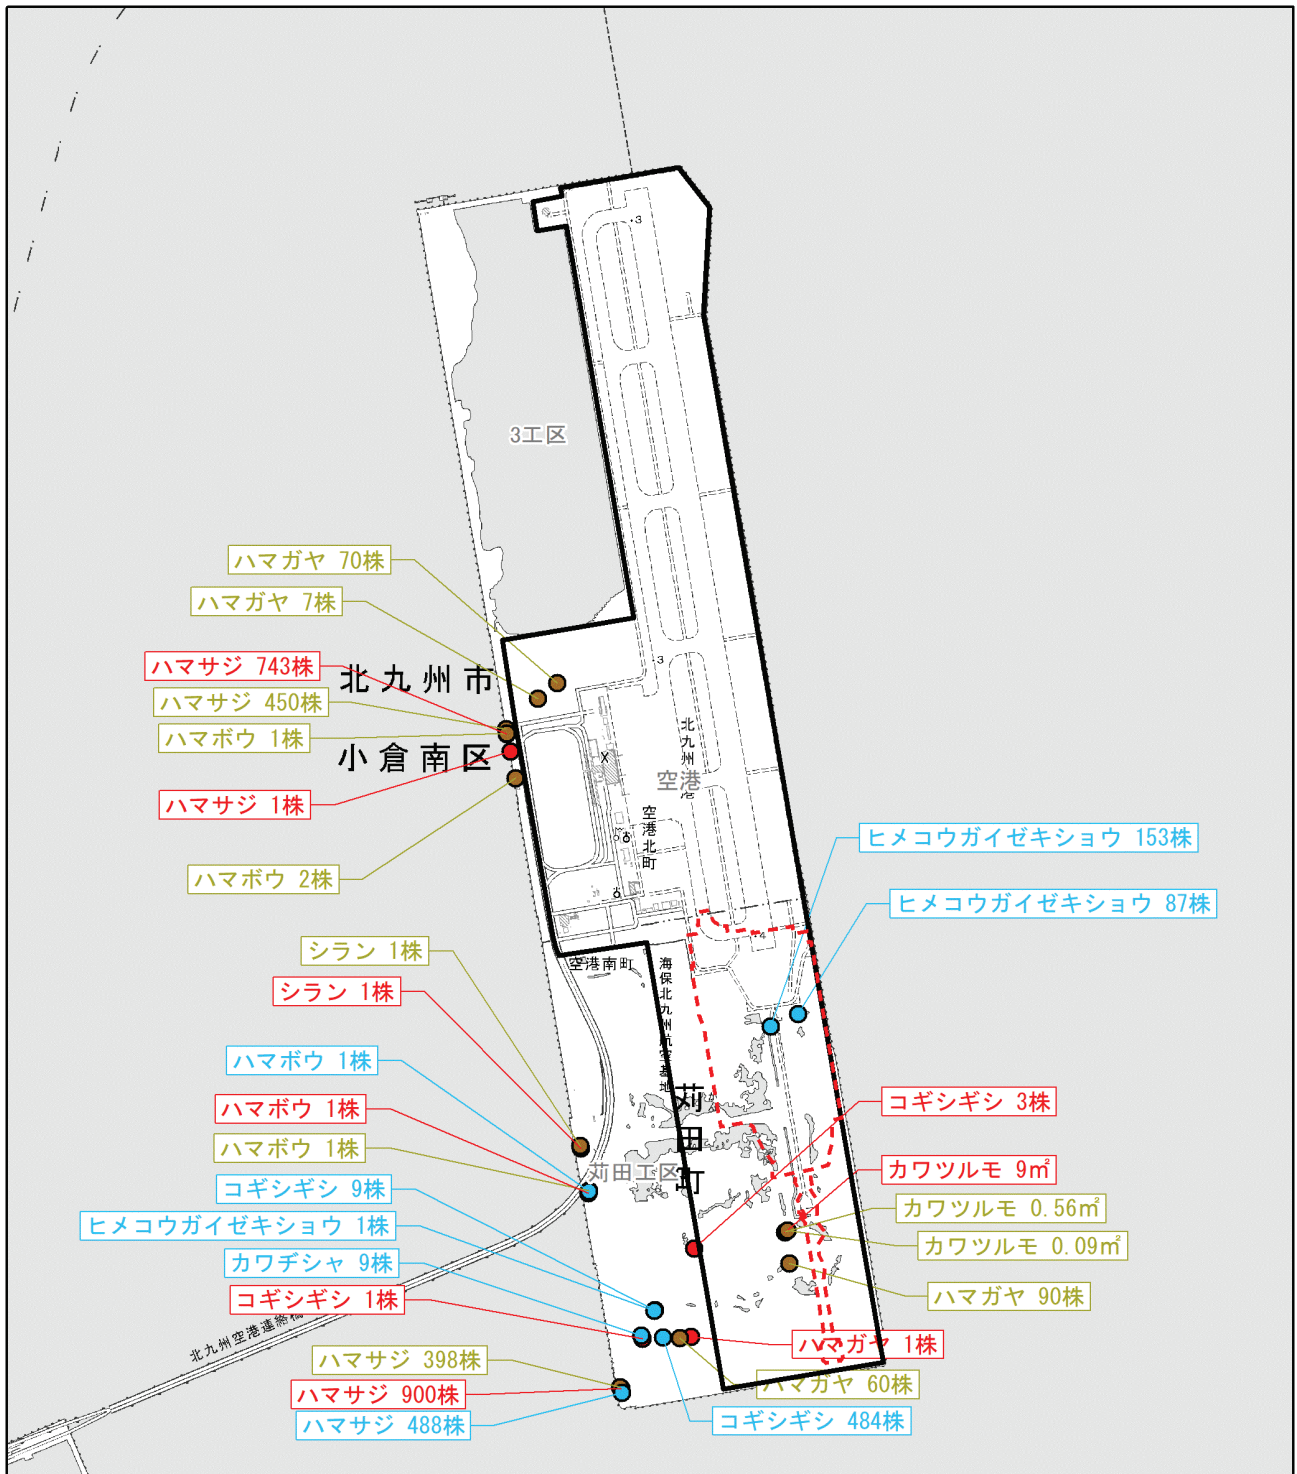 3
3工区
ハマガヤ 70株
ハマガヤ 7株
ハマサジ 743株
北九州市
ハマサジ 450株
ハマボウ 1株
小倉南区
ハマサジ 1株
ハマボウ 2株
3
北九州空港
空港
空港北町
ヒメコウガイゼキショウ 153株
ヒメコウガイゼキショウ 87株
4
シラン 1株
シラン 1株
空港南町
海保北九州航空基地
ハマボウ 1株
ハマボウ 1株
ハマボウ 1株
苅田町
苅田工区
コギシギシ 3株
カワツルモ 9㎡
カワツルモ 0.56㎡
カワツルモ 0.09㎡
ハマガヤ 90株
コギシギシ 9株
ヒメコウガイゼキショウ 1株
カワヂシャ 9株
コギシギシ 1株
北九州空港連絡橋
ハマガヤ 1株
ハマサジ 398株
ハマガヤ 60株
ハマサジ 900株
ハマサジ 488株
コギシギシ 484株